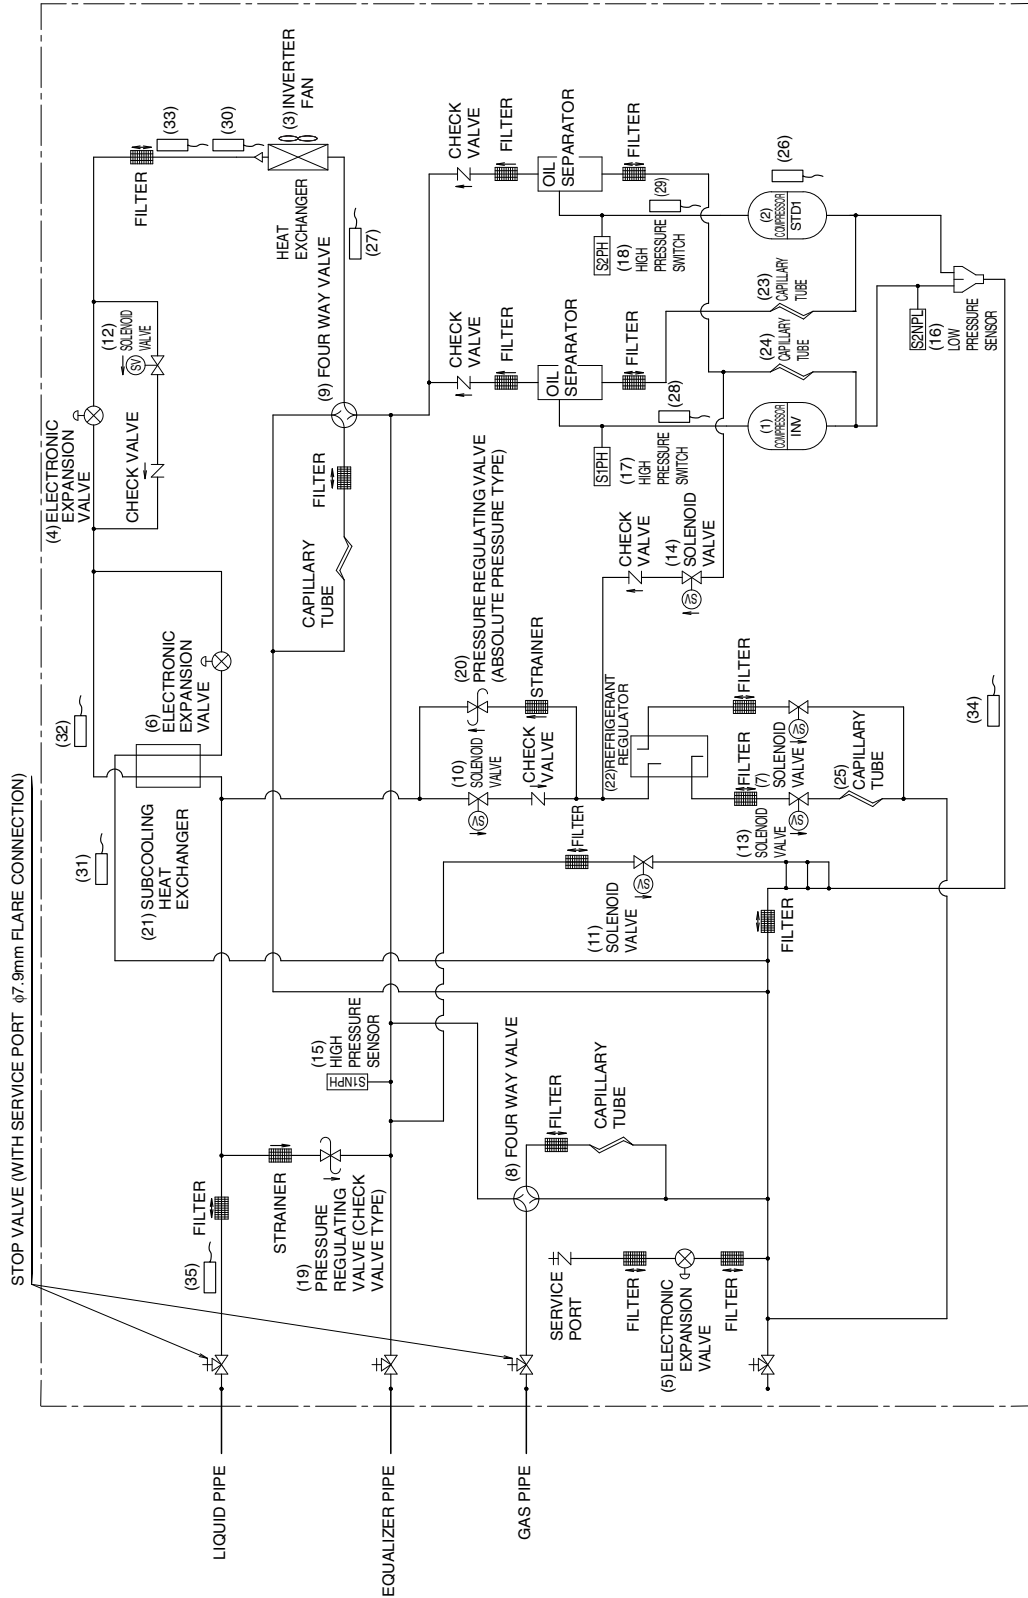 STOP VALVE (WITH SERVICE PORT φ7.9mm FLARE CONNECTION)
(33)
(30)
(3) INVERTER
FAN
FILTER
HEAT
EXCHANGER
(27)
(12)
SOLENOID
VALVE
SV
(4) ELECTRONIC
EXPANSION
VALVE
CHECK VALVE
(9) FOUR WAY VALVE
FILTER
CAPILLARY
TUBE
(32)
(6)
ELECTRONIC
EXPANSION
VALVE
(31)
(21) SUBCOOLING
HEAT
EXCHANGER
CHECK
VALVE
FILTER
OIL
SEPARATOR
FILTER
(29)
S2PH
(18)
HIGH
PRESSURE
SWITCH
(2)
COMPRESSOR
STD1
(26)
CHECK
VALVE
FILTER
OIL
SEPARATOR
FILTER
(28)
S1PH
(17)
HIGH
PRESSURE
SWITCH
(1)
COMPRESSOR
INV
(23)
CAPILLARY
TUBE
(24)
CAPILLARY
TUBE
S2NPL
(16)
LOW
PRESSURE
SENSOR
(20)
PRESSURE REGULATING VALVE
(ABSOLUTE PRESSURE TYPE)
STRAINER
(10)
SOLENOID
VALVE
SV
CHECK
VALVE
CHECK
VALVE
(14)
SOLENOID
VALVE
SV
(22)REFRIGERANT
REGULATOR
FILTER
FILTER
(7)
SOLENOID
VALVE
SV
(13)
SOLENOID
VALVE
SV
(25)
CAPILLARY
TUBE
(34)
FILTER
(11)
SOLENOID
VALVE
SV
FILTER
(15)
HIGH
PRESSURE
SENSOR
S1NPH
(8) FOUR WAY VALVE
FILTER
CAPILLARY
TUBE
FILTER
(35)
STRAINER
(19)
PRESSURE
REGULATING
VALVE (CHECK
VALVE TYPE)
SERVICE
PORT
FILTER
(5) ELECTRONIC
EXPANSION
VALVE
FILTER
LIQUID PIPE
EQUALIZER PIPE
GAS PIPE